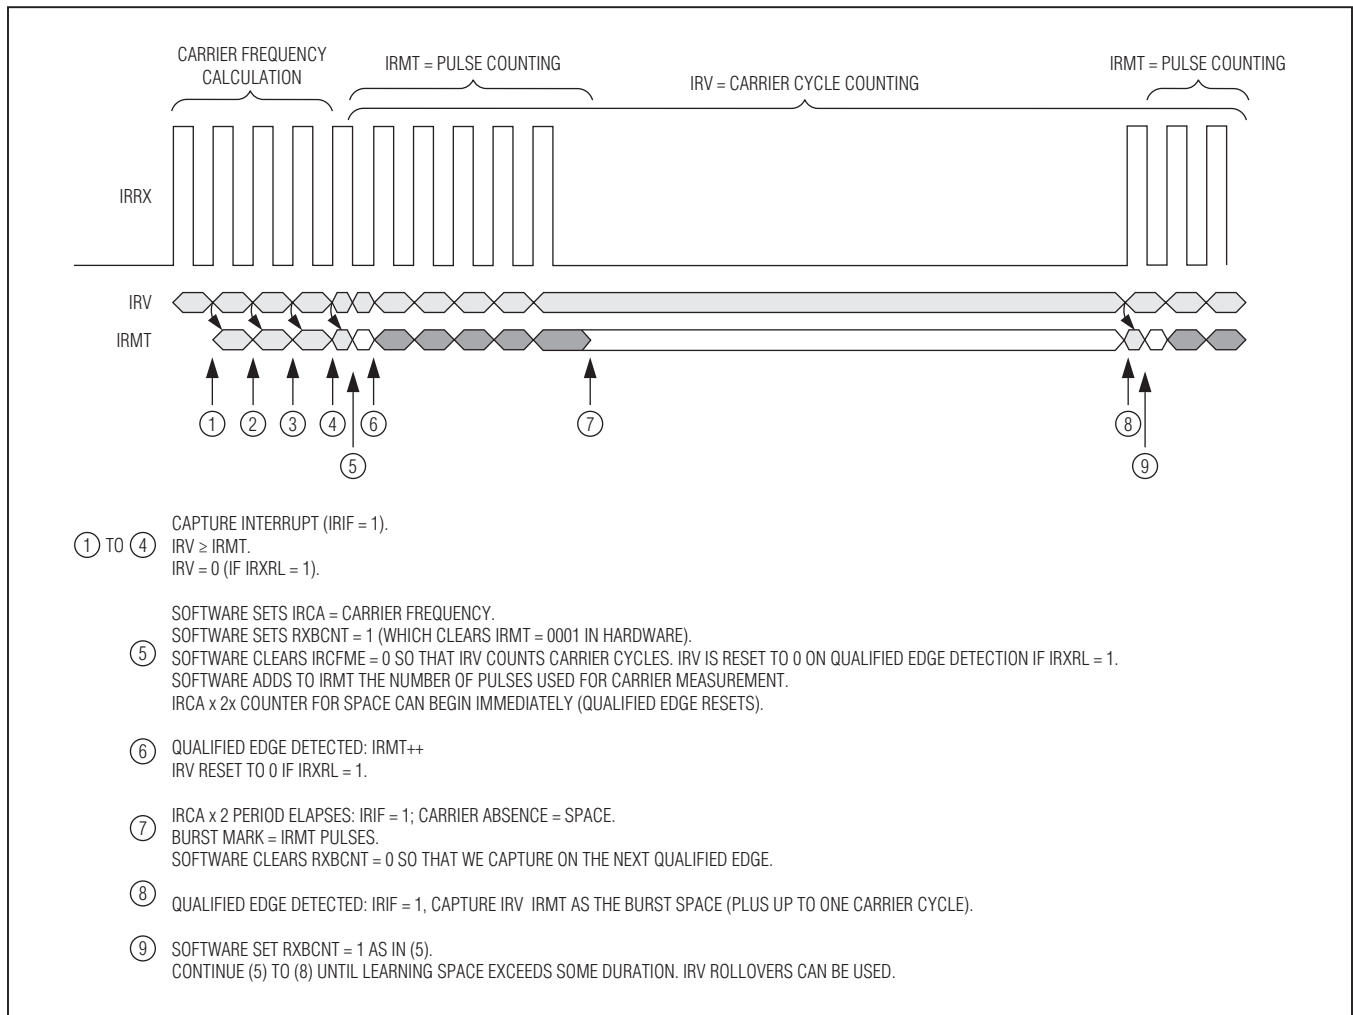 CARRIER FREQUENCY
CALCULATION
IRMT = PULSE COUNTING
IRV = CARRIER CYCLE COUNTING
IRMT = PULSE COUNTING
IRRX
IRV
IRMT
1
2
3
4
6
7
8
5
9
1 TO 4
CAPTURE INTERRUPT (IRIF = 1).
IRV ≥ IRMT.
IRV = 0 (IF IRXRL = 1).
5
SOFTWARE SETS IRCA = CARRIER FREQUENCY.
SOFTWARE SETS RXBCNT = 1 (WHICH CLEARS IRMT = 0001 IN HARDWARE).
SOFTWARE CLEARS IRCFME = 0 SO THAT IRV COUNTS CARRIER CYCLES. IRV IS RESET TO 0 ON QUALIFIED EDGE DETECTION IF IRXRL = 1.
SOFTWARE ADDS TO IRMT THE NUMBER OF PULSES USED FOR CARRIER MEASUREMENT.
IRCA x 2x COUNTER FOR SPACE CAN BEGIN IMMEDIATELY (QUALIFIED EDGE RESETS).
6
QUALIFIED EDGE DETECTED: IRMT++
IRV RESET TO 0 IF IRXRL = 1.
7
IRCA x 2 PERIOD ELAPSES: IRIF = 1; CARRIER ABSENCE = SPACE.
BURST MARK = IRMT PULSES.
SOFTWARE CLEARS RXBCNT = 0 SO THAT WE CAPTURE ON THE NEXT QUALIFIED EDGE.
8
QUALIFIED EDGE DETECTED: IRIF = 1, CAPTURE IRV IRMT AS THE BURST SPACE (PLUS UP TO ONE CARRIER CYCLE).
9
SOFTWARE SET RXBCNT = 1 AS IN (5).
CONTINUE (5) TO (8) UNTIL LEARNING SPACE EXCEEDS SOME DURATION. IRV ROLLOVERS CAN BE USED.